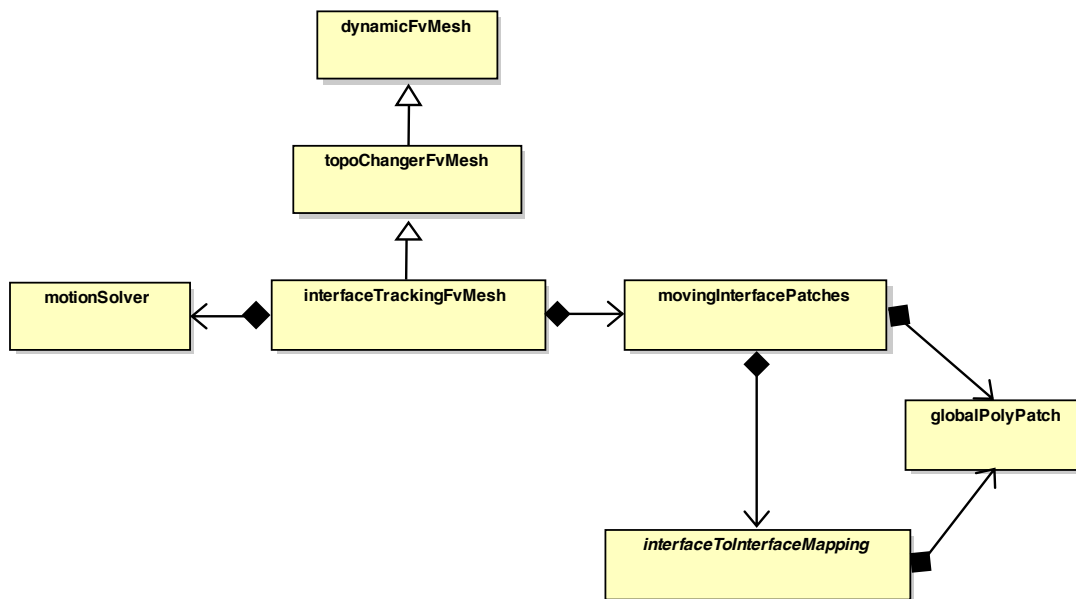 dynamicFvMesh
topoChangerFvMesh
motionSolver
interfaceTrackingFvMesh
movingInterfacePatches
globalPolyPatch
interfaceToInterfaceMapping